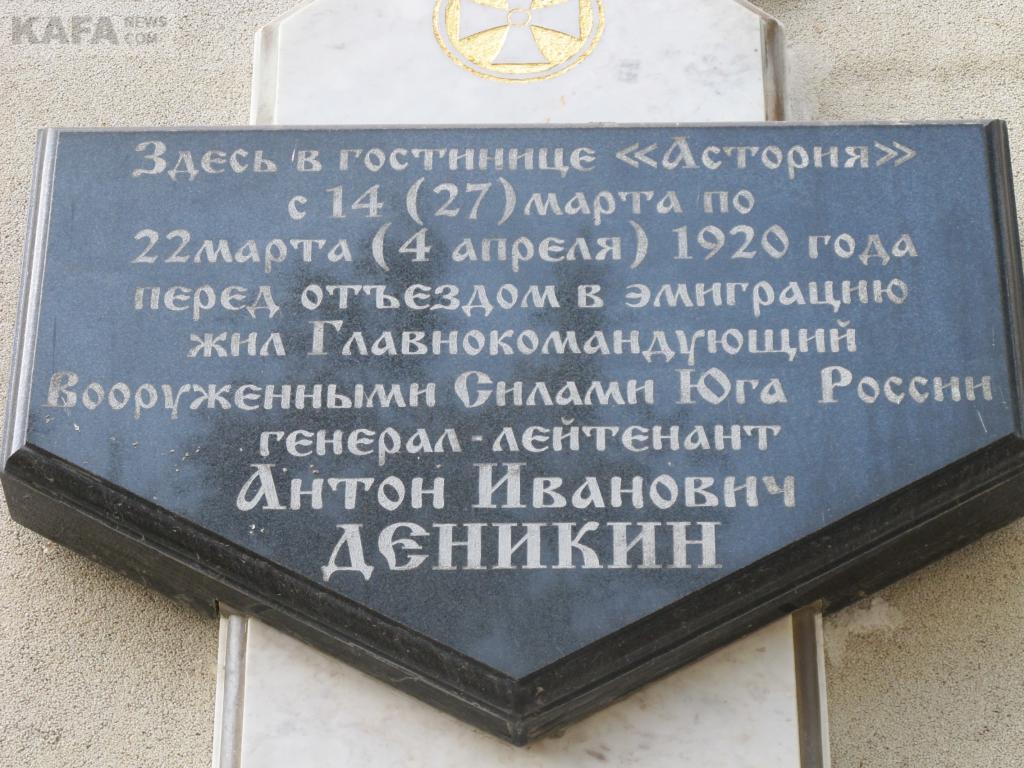 KAFA NEWS .COM
Здесь в гостинице «Астория»
с 14 (27) марта по
22марта (4 апреля) 1920 года
перед отъездом в эмиграцию
жил Главнокомандующий
Вооруженными Силами Юга России
генерал-лейтенант
Антон Иванович
ДЕНИКИН